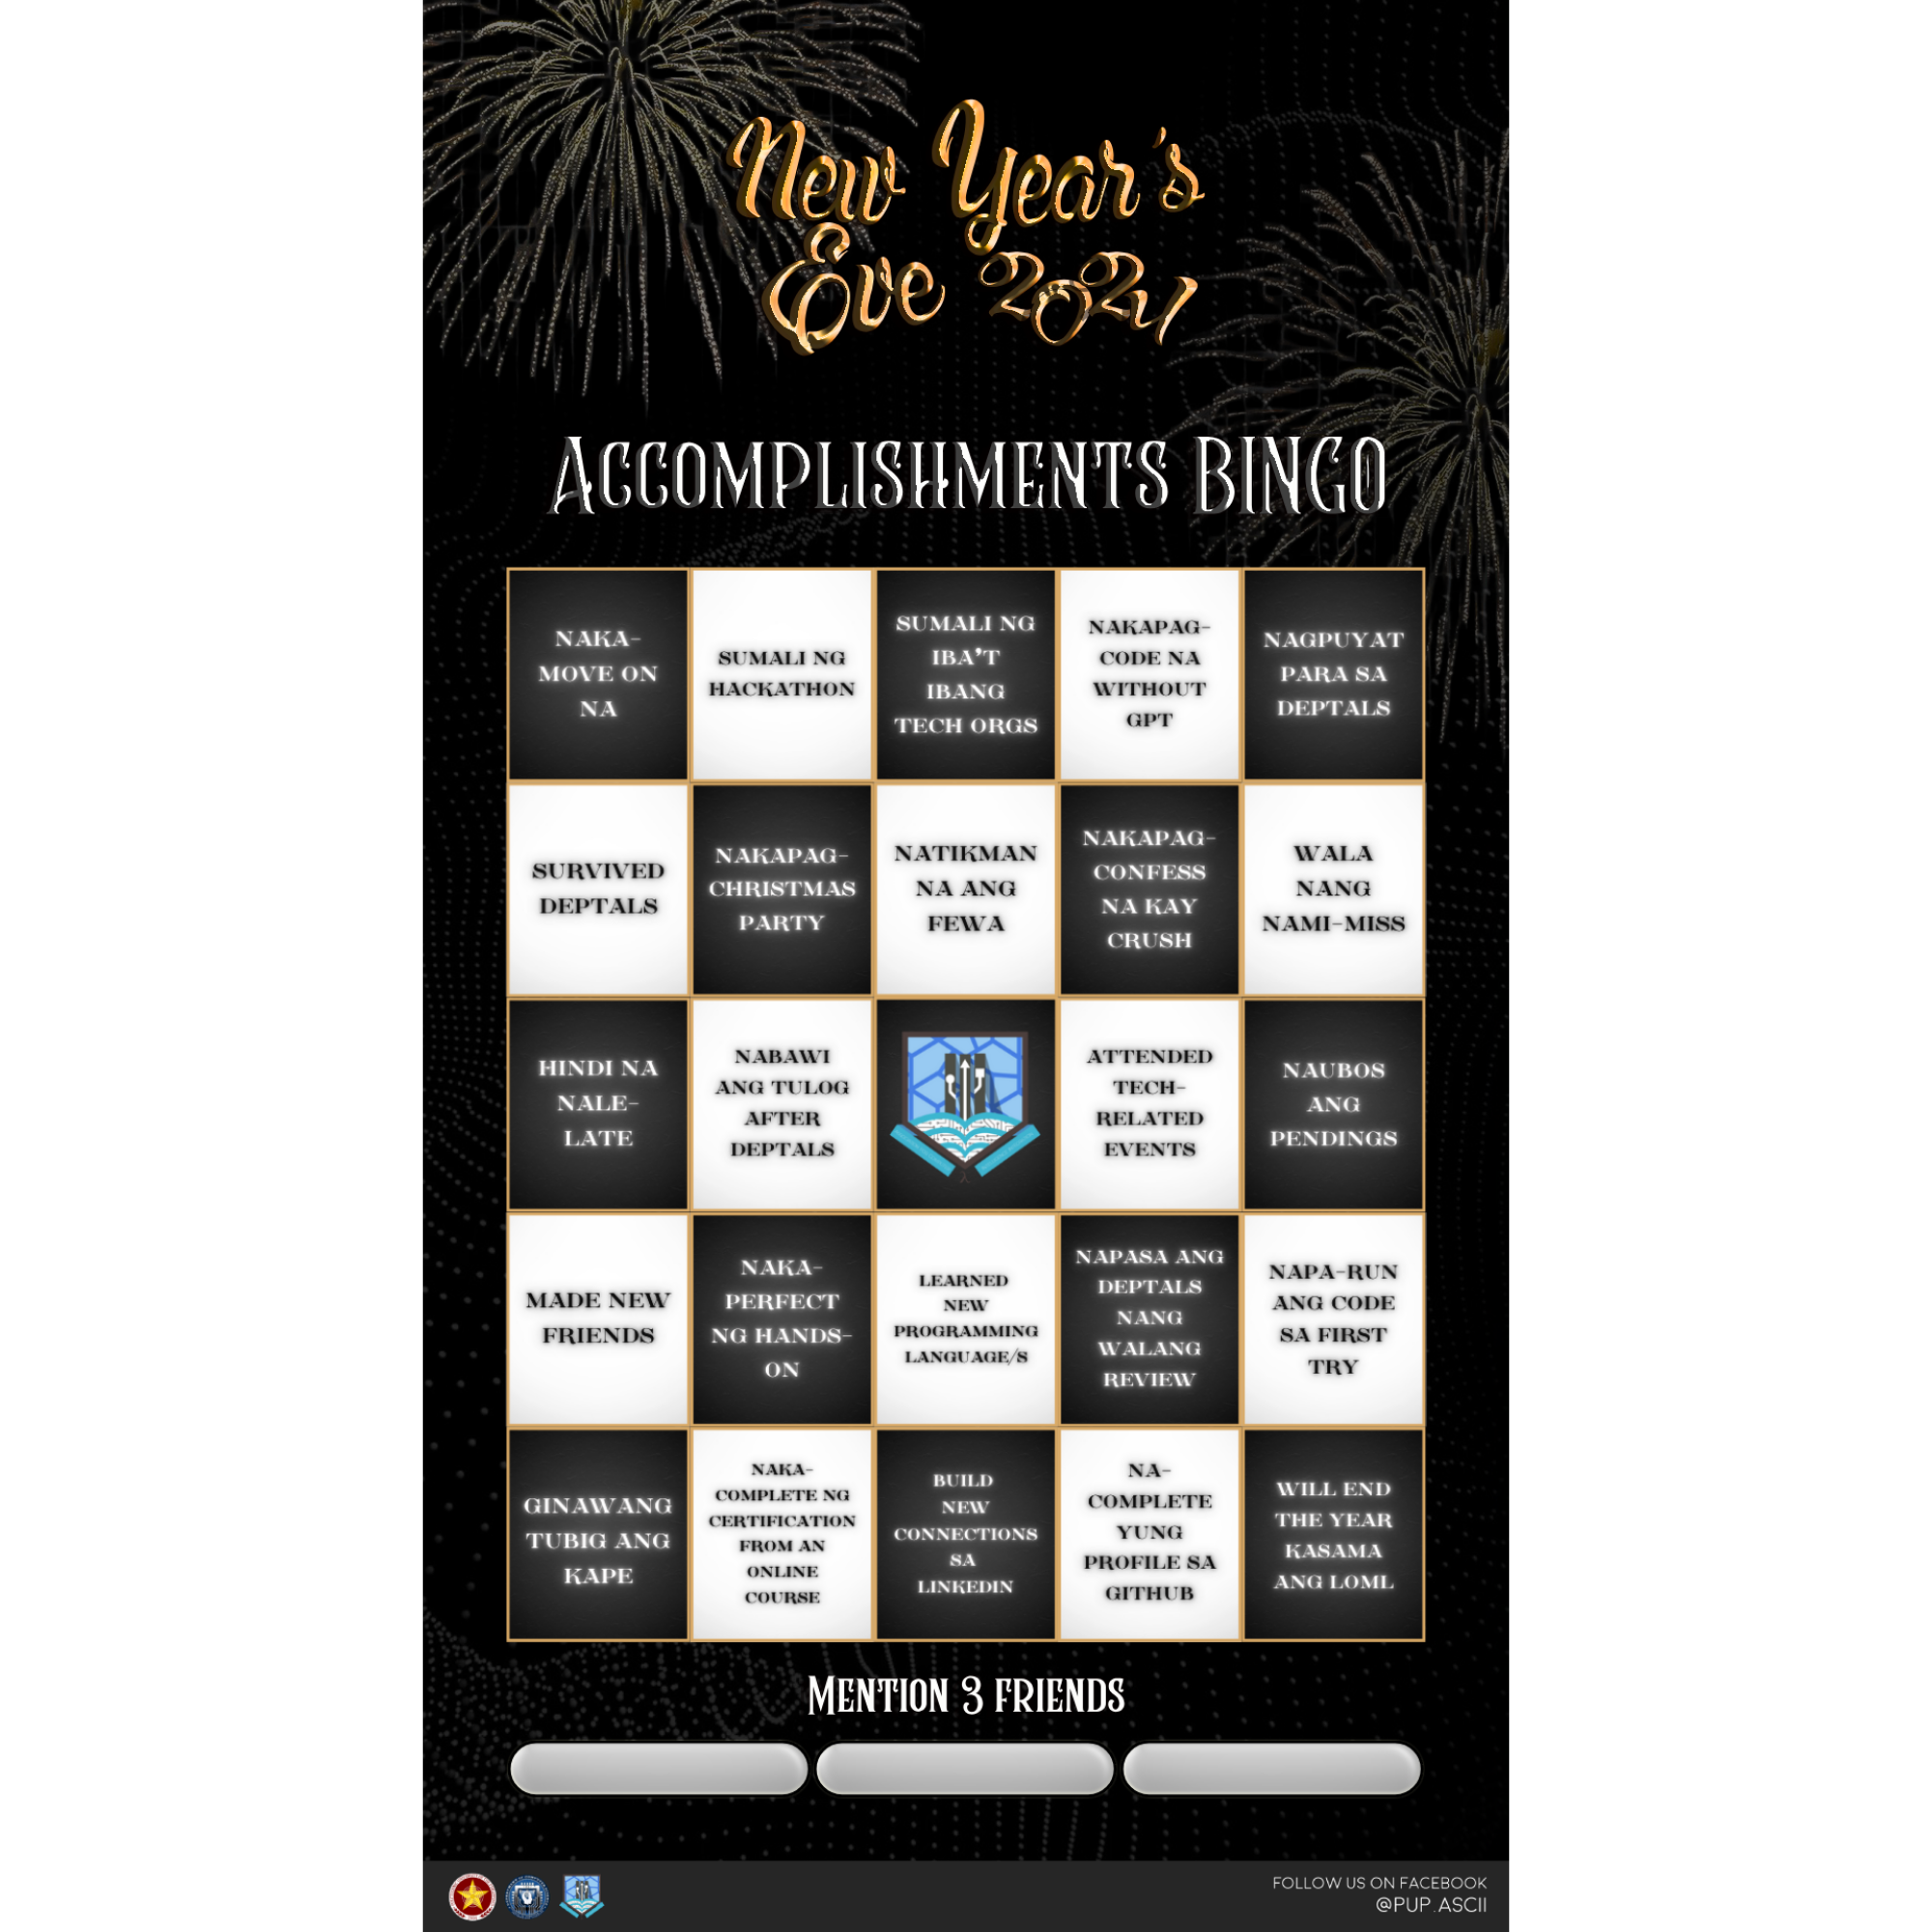 New Year's
Eve 2024
ACCOMPLISHMENTS BINGO
NAKA-
MOVE ON
NA
SUMALI NG
HACKATHON
SUMALI NG
IBA'T
IBANG
TECH ORGS
NAKAPAG-
CODE NA
WITHOUT
GPT
NAGPUYAT
PARA SA
DEPTALS
SURVIVED
DEPTALS
NAKAPAG-
CHRISTMAS
PARTY
NATIKMAN
NA ANG
FEWA
NAKAPAG-
CONFESS
NA KAY
CRUSH
WALA
NANG
NAMI-MISS
HINDI NA
NALE-
LATE
NABAWI
ANG TULOG
AFTER
DEPTALS
ATTENDED
TECH-
RELATED
EVENTS
NAUBOS
ANG
PENDINGS
MADE NEW
FRIENDS
NAKA-
PERFECT
NG HANDS-
ON
LEARNED
NEW
PROGRAMMING
LANGUAGE/S
NAPASA ANG
DEPTALS
NANG
WALANG
REVIEW
NAPA-RUN
ANG CODE
SA FIRST
TRY
GINAWANG
TUBIG ANG
KAPE
NAKA-
COMPLETE NG
CERTIFICATION
FROM AN
ONLINE
COURSE
BUILD
NEW
CONNECTIONS
SA
LINKEDIN
NA-
COMPLETE
YUNG
PROFILE SA
GITHUB
WILL END
THE YEAR
KASAMA
ANG LOML
MENTION 3 FRIENDS
FOLLOW US ON FACEBOOK
@PUP.ASCII